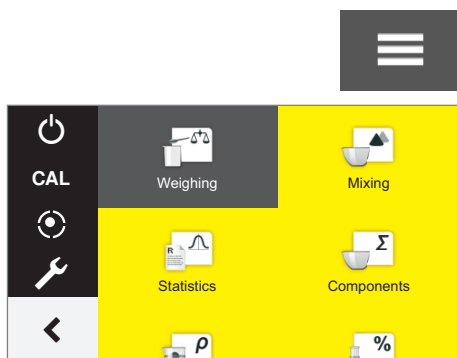 CAL
Weighing
Mixing
R
Σ
Statistics
Components
ρ
%